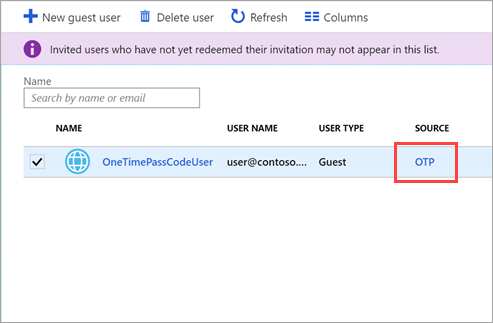 New guest user Delete user Refresh Columns
Invited users who have not yet redeemed their invitation may not appear in this list.
Name
Search by name or email
NAME USER NAME USER TYPE SOURCE
OneTimePassCodeUser user@contoso.... Guest OTP